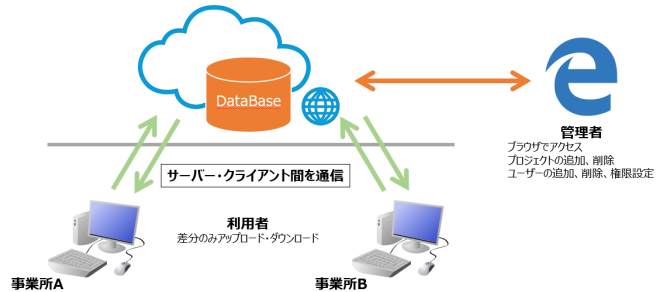 DataBase
管理者
ブラウザでアクセス
プロジェクトの追加、削除
ユーザーの追加、削除、権限設定
サーバー・クライアント間を通信
利用者
差分のみアップロード・ダウンロード
事業所A
事業所B